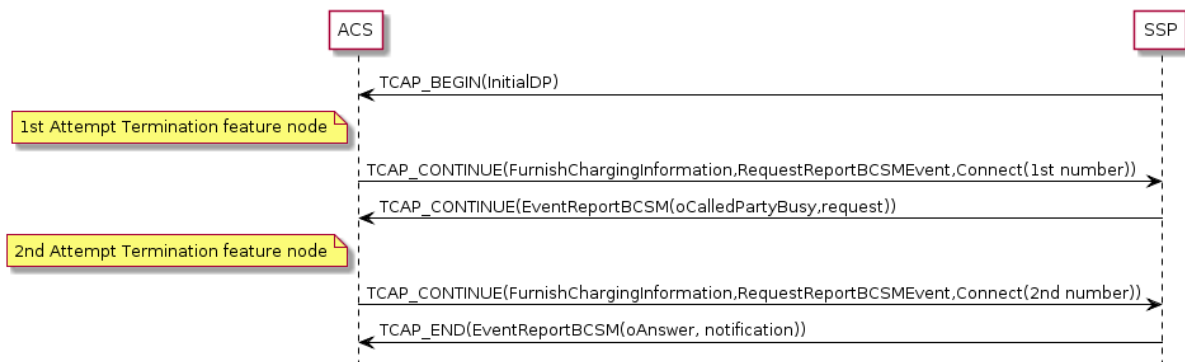 ACS
SSP
TCAP_BEGIN(InitialDP)
1st Attempt Termination feature node
TCAP_CONTINUE(FurnishChargingInformation,RequestReportBCSMEvent,Connect(1st number))
TCAP_CONTINUE(EventReportBCSM(oCalledPartyBusy,request))
2nd Attempt Termination feature node
TCAP_CONTINUE(FurnishChargingInformation,RequestReportBCSMEvent,Connect(2nd number))
TCAP_END(EventReportBCSM(oAnswer, notification))